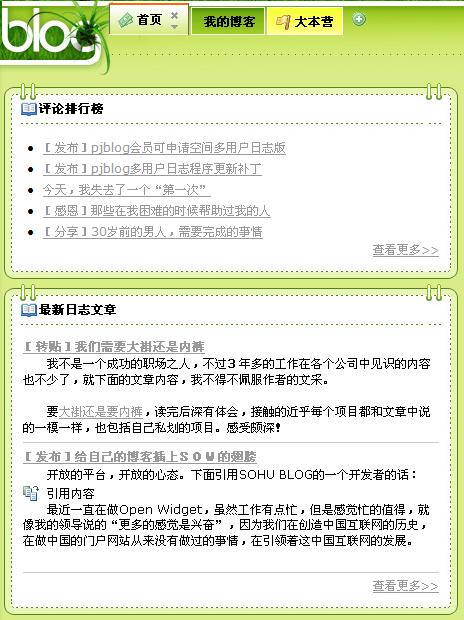 blog
首页
我的博客
大本营
评论排行榜
[ 发布 ] pjblog会员可申请空间多用户日志版
[ 发布 ] pjblog多用户日志程序更新补丁
今天，我失去了一个“第一次”
[ 感恩 ] 那些在我困难的时候帮助过我的人
[ 分享 ] 30岁前的男人，需要完成的事情
查看更多>>
最新日志文章
[ 转贴 ] 我们需要大褂还是内裤
我不是一个成功的职场之人，不过３年多的工作在各个公司中见识的内容
也不少了，就下面的文章内容，我不得不佩服作者的文采。
要大褂还是要内裤，读完后深有体会，接触的近乎每个项目都和文章中说
的一模一样，也包括自己私划的项目。感受颇深！
[ 发布 ] 给自己的博客插上ＳＯＷ的翅膀
开放的平台，开放的心态。下面引用SOHU BLOG的一个开发者的话：
引用内容
最近一直在做Open Widget，虽然工作有点忙，但是感觉忙的值得，就
像我的领导说的“更多的感觉是兴奋”，因为我们在创造中国互联网的历史，
在做中国的门户网站从来没有做过的事情，在引领着这中国互联网的发展。
查看更多>>